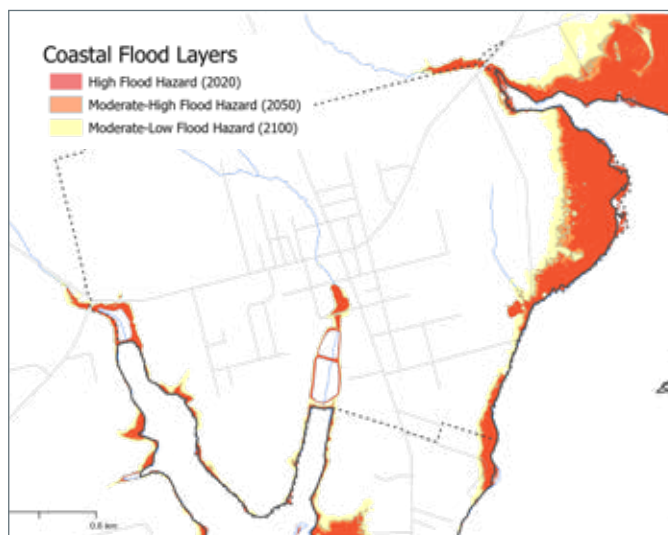 Coastal Flood Layers
High Flood Hazard (2020)
Moderate-High Flood Hazard (2050)
Moderate-Low Flood Hazard (2100)
0.8 km